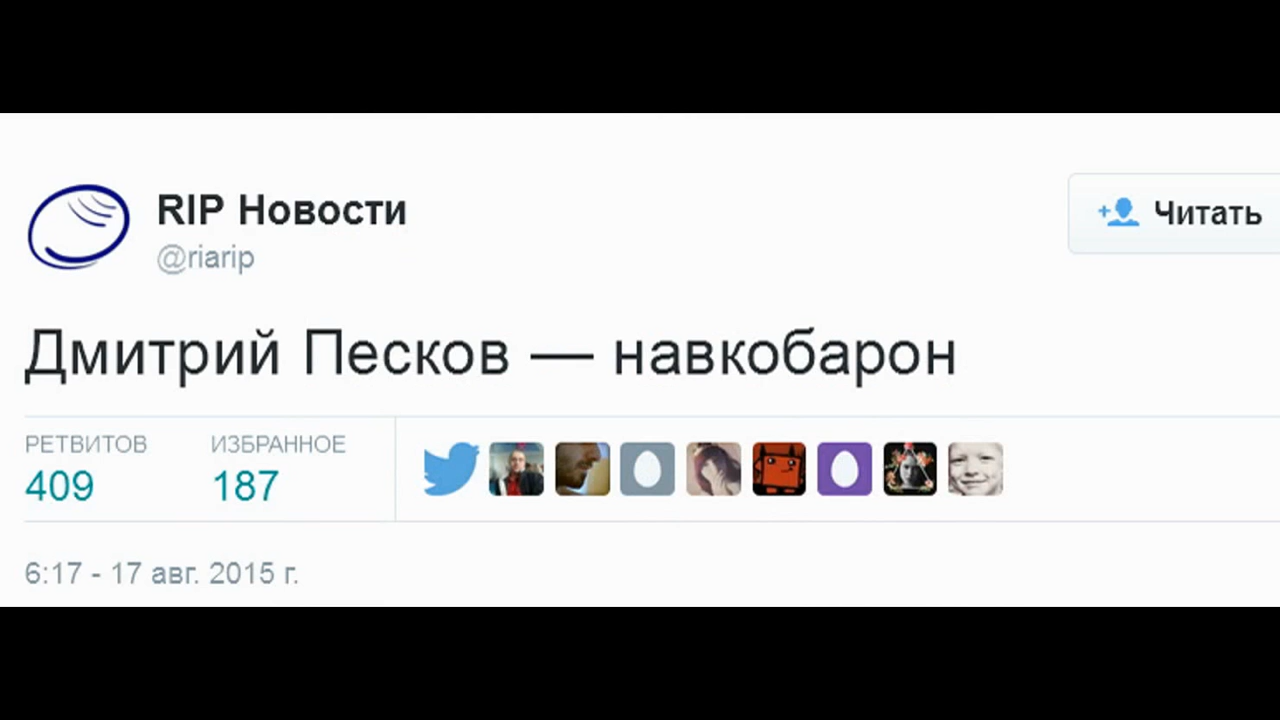 RIP Новости
@riarip
Читать
Дмитрий Песков — навкобарон
РЕТВИТОВ ИЗБРАННОЕ
409 187
6:17 - 17 авг. 2015 г.